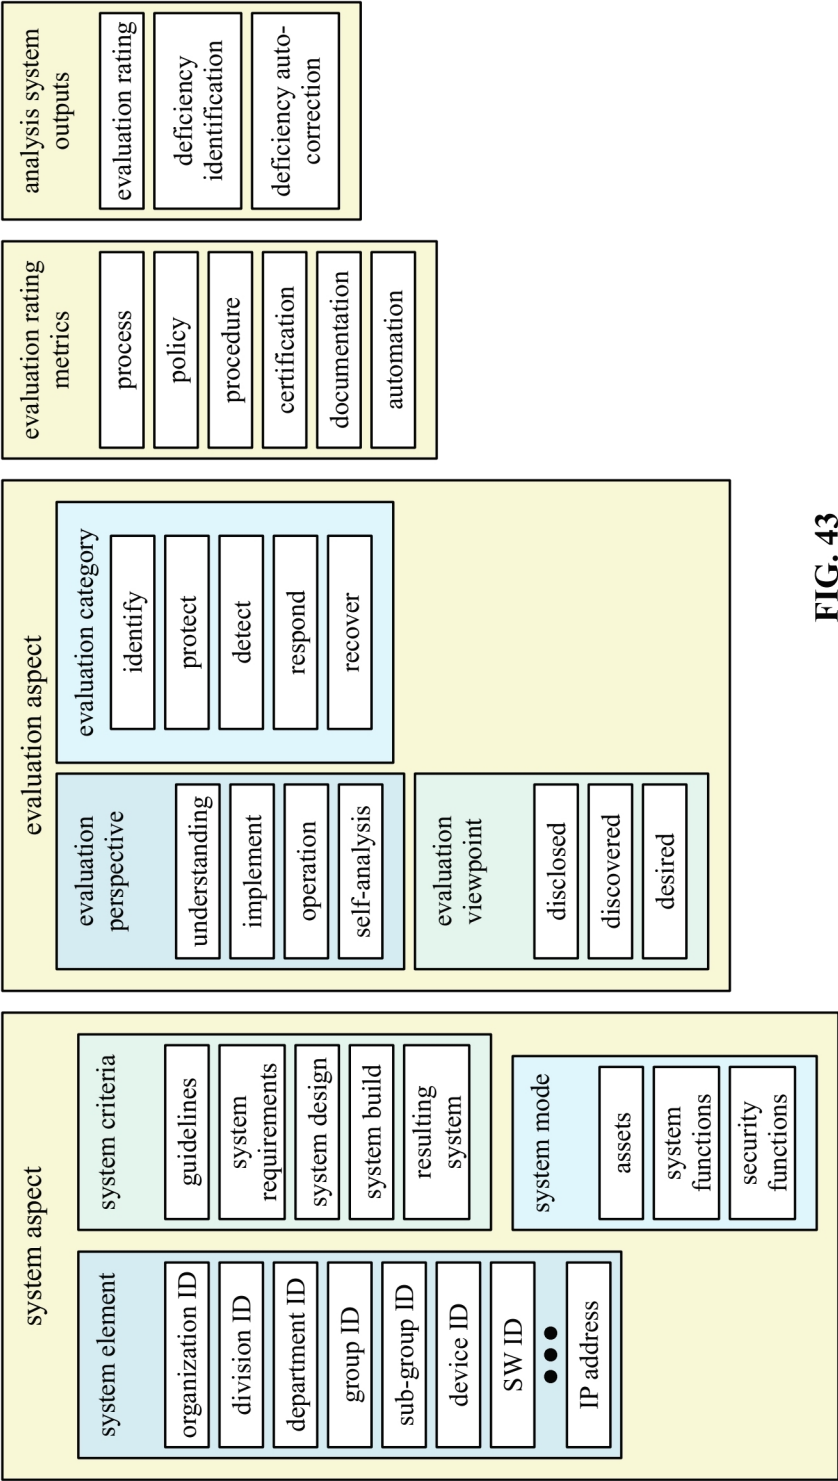 system aspect
system element
organization ID
division ID
department ID
group ID
sub-group ID
device ID
SW ID
IP address
system criteria
guidelines
system
requirements
system design
system build
resulting
system
system mode
assets
system
functions
security
functions
evaluation aspect
evaluation
perspective
understanding
implement
operation
self-analysis
evaluation viewpoint
disclosed
discovered
desired
evaluation category
identify
protect
detect
respond
recover
evaluation rating
metrics
process
policy
procedure
certification
documentation
automation
analysis system
outputs
evaluation rating
deficiency
identification
deficiency auto-
correction
FIG. 43